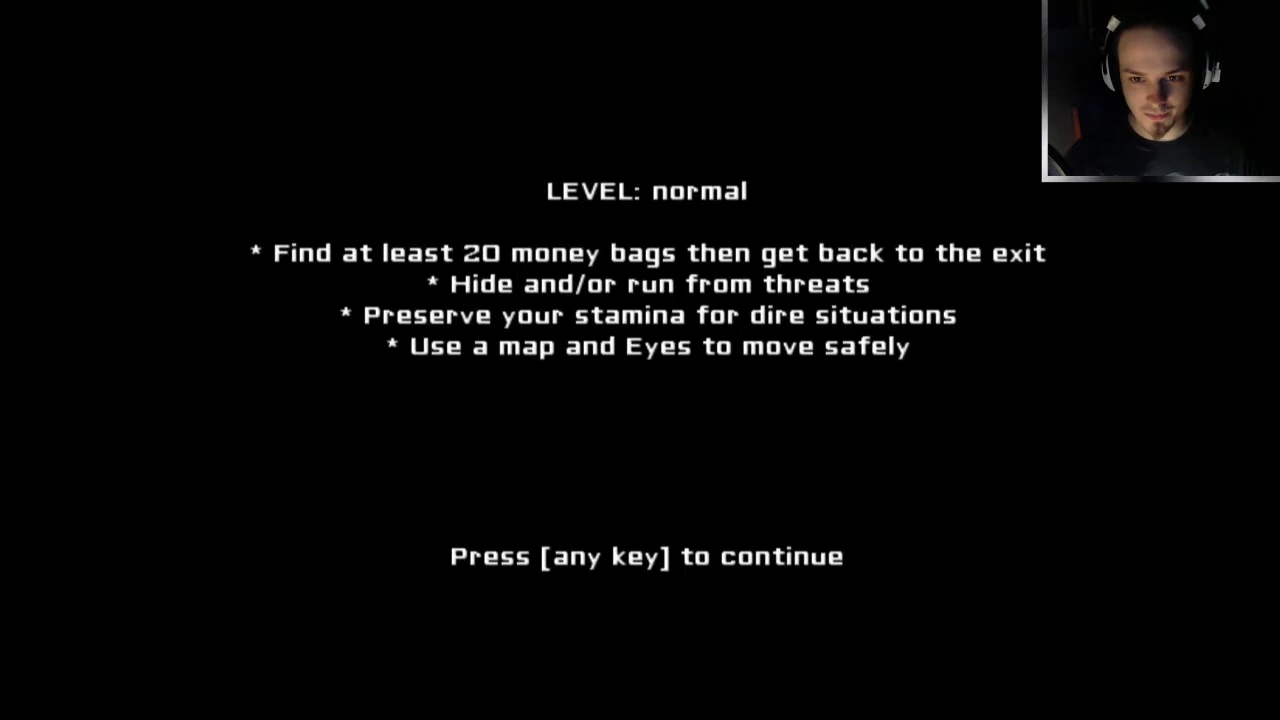 LEVEL: normal
* Find at least 20 money bags then get back to the exit
* Hide and/or run from threats
* Preserve your stamina for dire situations
* Use a map and Eyes to move safely
Press [any key] to continue